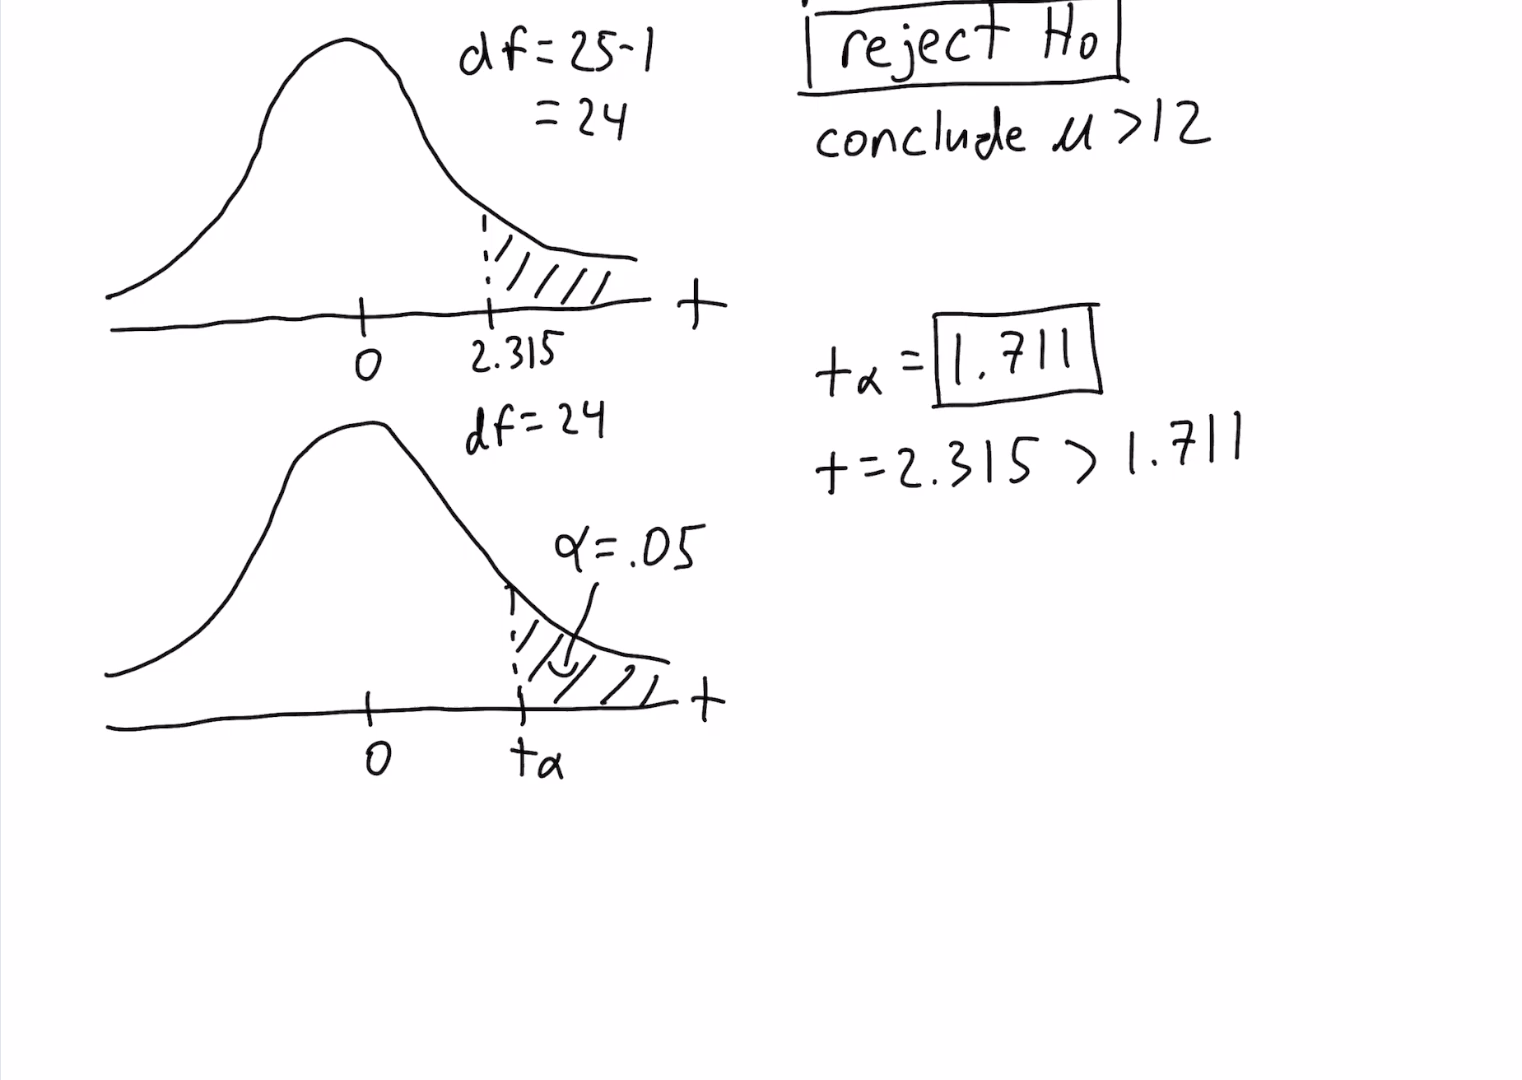 df = 25-1
= 24
reject H0
conclude μ > 12
t
0
2.315
tα = 1.711
t = 2.315 > 1.711
df = 24
α = .05
t
0
tα